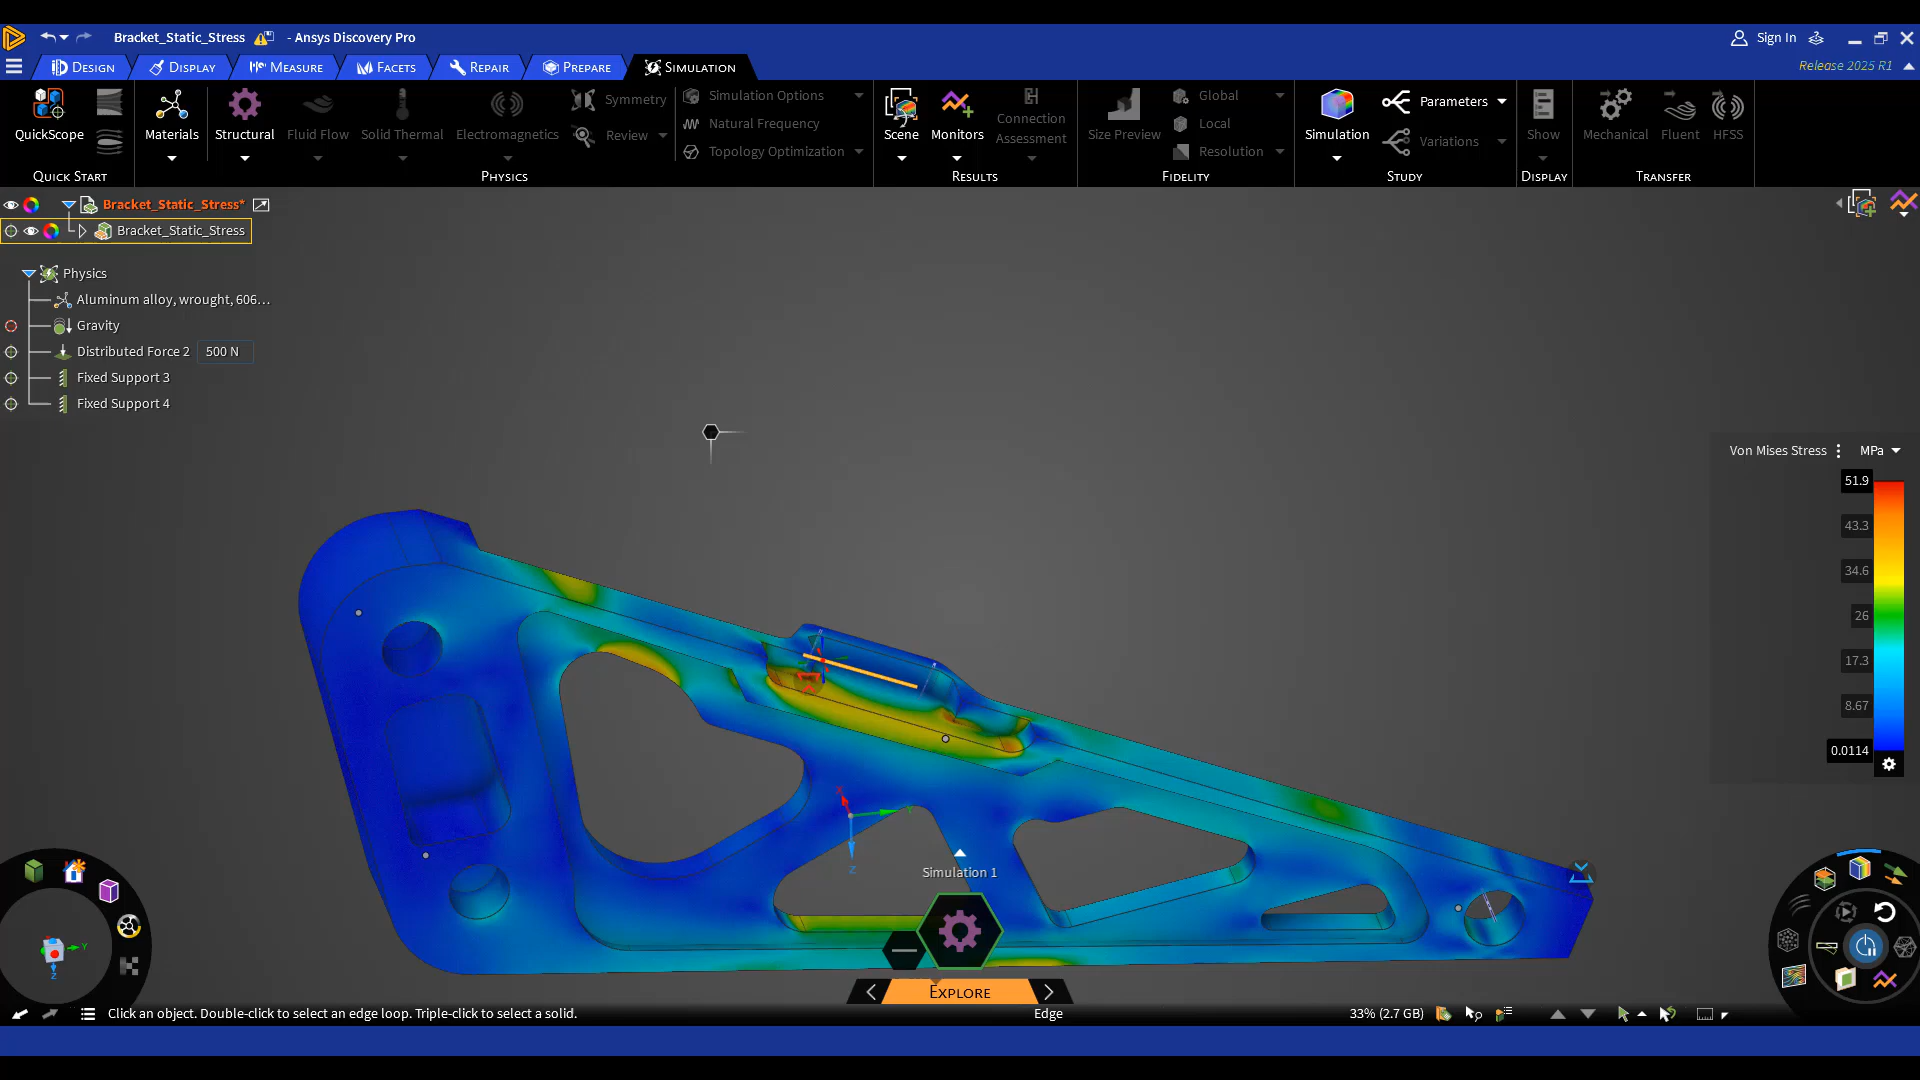 Bracket_Static_Stress - Ansys Discovery Pro
Sign In
Design
Display
Measure
Facets
Repair
Prepare
Simulation
Release 2025 R1
QuickScope
Quick Start
Materials
Structural
Fluid Flow
Solid Thermal
Electromagnetics
Symmetry
Review
Simulation Options
Natural Frequency
Topology Optimization
Physics
Scene
Monitors
Connection
Assessment
Results
Size Preview
Global
Local
Resolution
Fidelity
Simulation
Parameters
Variations
Study
Show
Display
Mechanical
Fluent
HFSS
Transfer
Bracket_Static_Stress*
Bracket_Static_Stress
Physics
Aluminum alloy, wrought, 606...
Gravity
Distributed Force 2 500 N
Fixed Support 3
Fixed Support 4
Von Mises Stress MPa
51.9
43.3
34.6
26
17.3
8.67
0.0114
X
Y
Z
Simulation 1
Explore
Y
Z
Click an object. Double-click to select an edge loop. Triple-click to select a solid.
Edge
33% (2.7 GB)